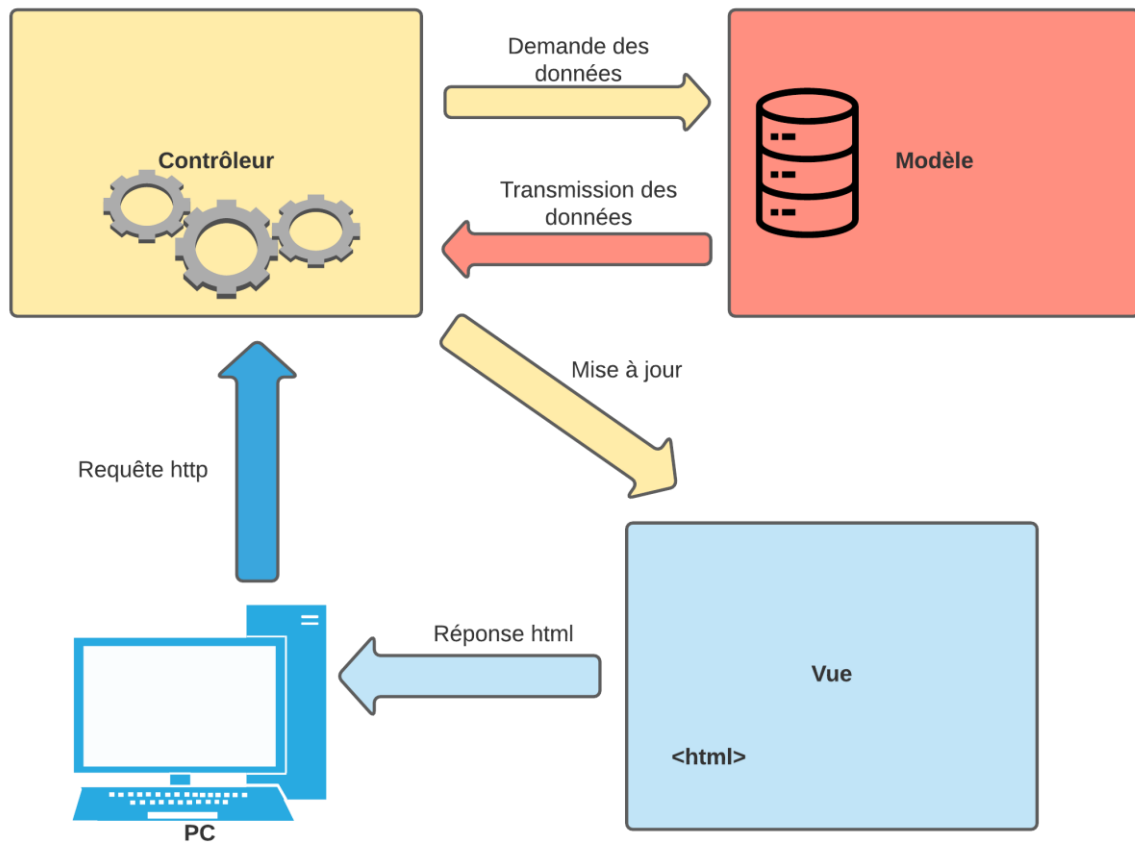 Demande des
données
Contrôleur
Modèle
Transmission des
données
Mise à jour
Requête http
Réponse html
Vue
<html>
PC